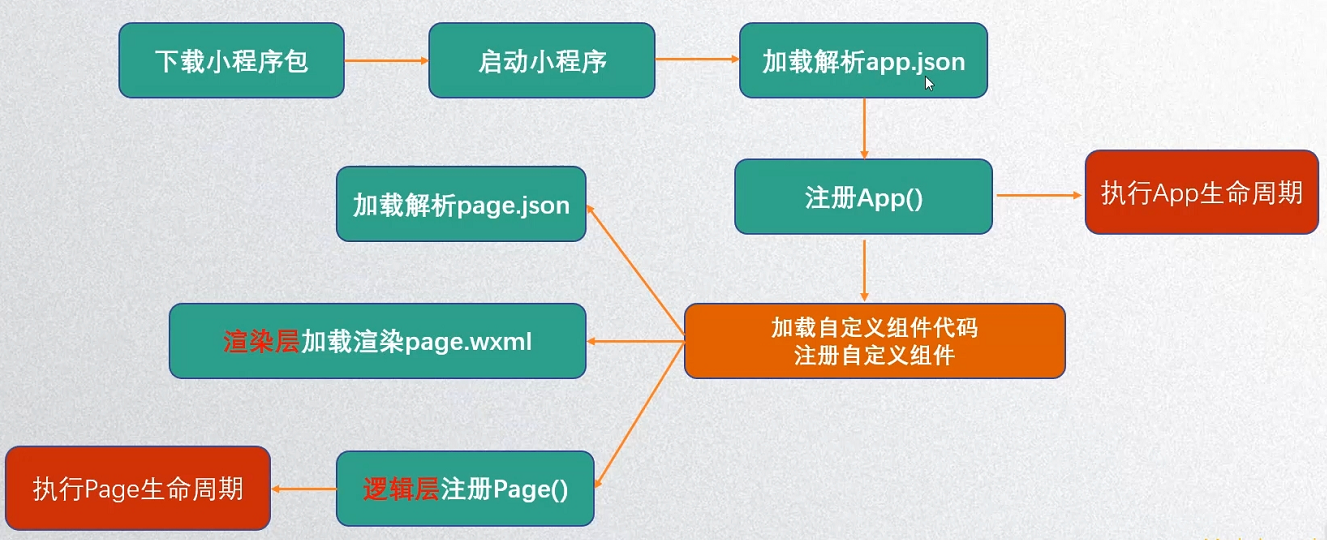 下载小程序包
启动小程序
加载解析app.json
注册App()
执行App生命周期
加载解析page.json
加载自定义组件代码
注册自定义组件
渲染层加载渲染page.wxml
逻辑层注册Page()
执行Page生命周期